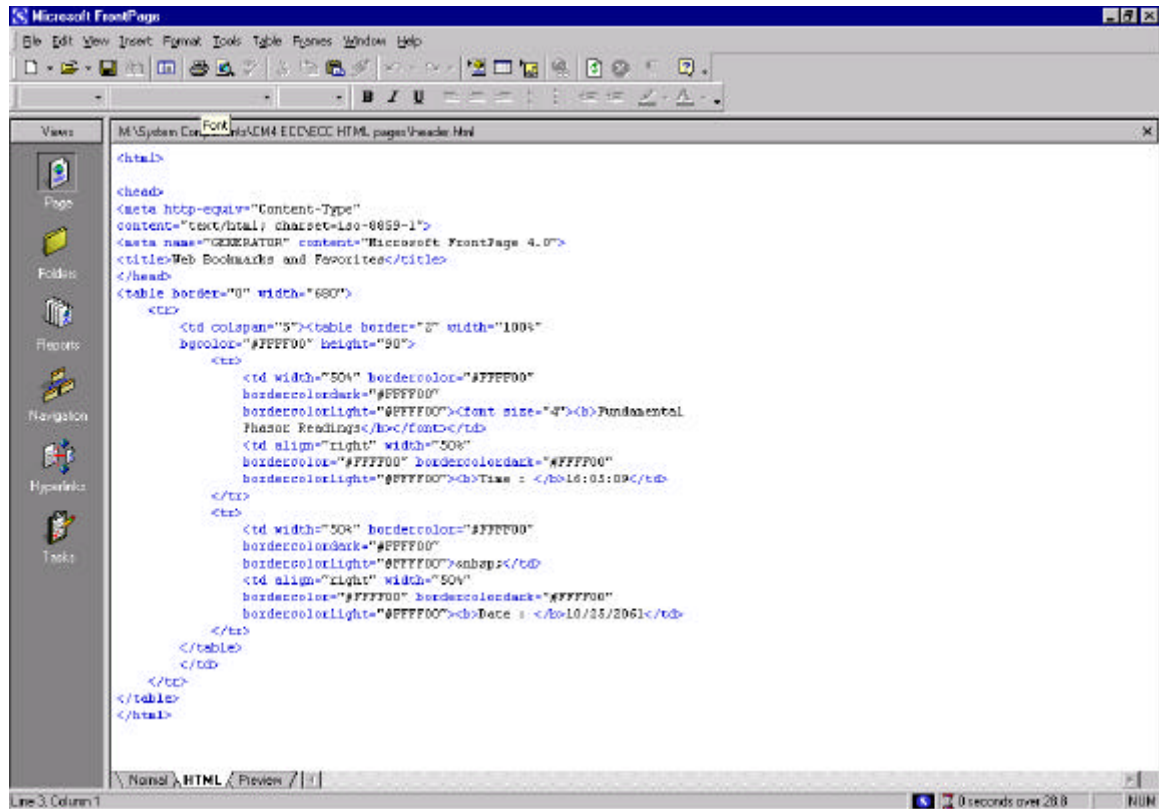 Microsoft FrontPage
File Edit View Insert Format Tools Table Frames Window Help
B I U
Font
Views
M:\System Components\CM4 ECC\ECC HTML pages\header.html
Page
Folders
Reports
Navigation
Hyperlinks
Tasks
<html>
<head>
<meta http-equiv="Content-Type"
content="text/html; charset=iso-8859-1">
<meta name="GENERATOR" content="Microsoft FrontPage 4.0">
<title>Web Bookmarks and Favorites</title>
</head>
<table border="0" width="680">
<tr>
<td colspan="5"><table border="2" width="100%"
bgcolor="#FFFF00" height="90">
<tr>
<td width="50%" bordercolor="#FFFF00"
bordercolordark="#FFFF00"
bordercolorlight="#FFFF00"><font size="4"><b>Fundamental
Phasor Readings</b></font></td>
<td align="right" width="50%"
bordercolor="#FFFF00" bordercolordark="#FFFF00"
bordercolorlight="#FFFF00"><b>Time : </b>16:05:09</td>
</tr>
<tr>
<td width="50%" bordercolor="#FFFF00"
bordercolordark="#FFFF00"
bordercolorlight="#FFFF00">&nbsp;</td>
<td align="right" width="50%"
bordercolor="#FFFF00" bordercolordark="#FFFF00"
bordercolorlight="#FFFF00"><b>Date : </b>10/25/2061</td>
</tr>
</table>
</td>
</tr>
</table>
</html>
Normal HTML Preview
Line 3, Column 1
0 seconds over 28.8
NUM